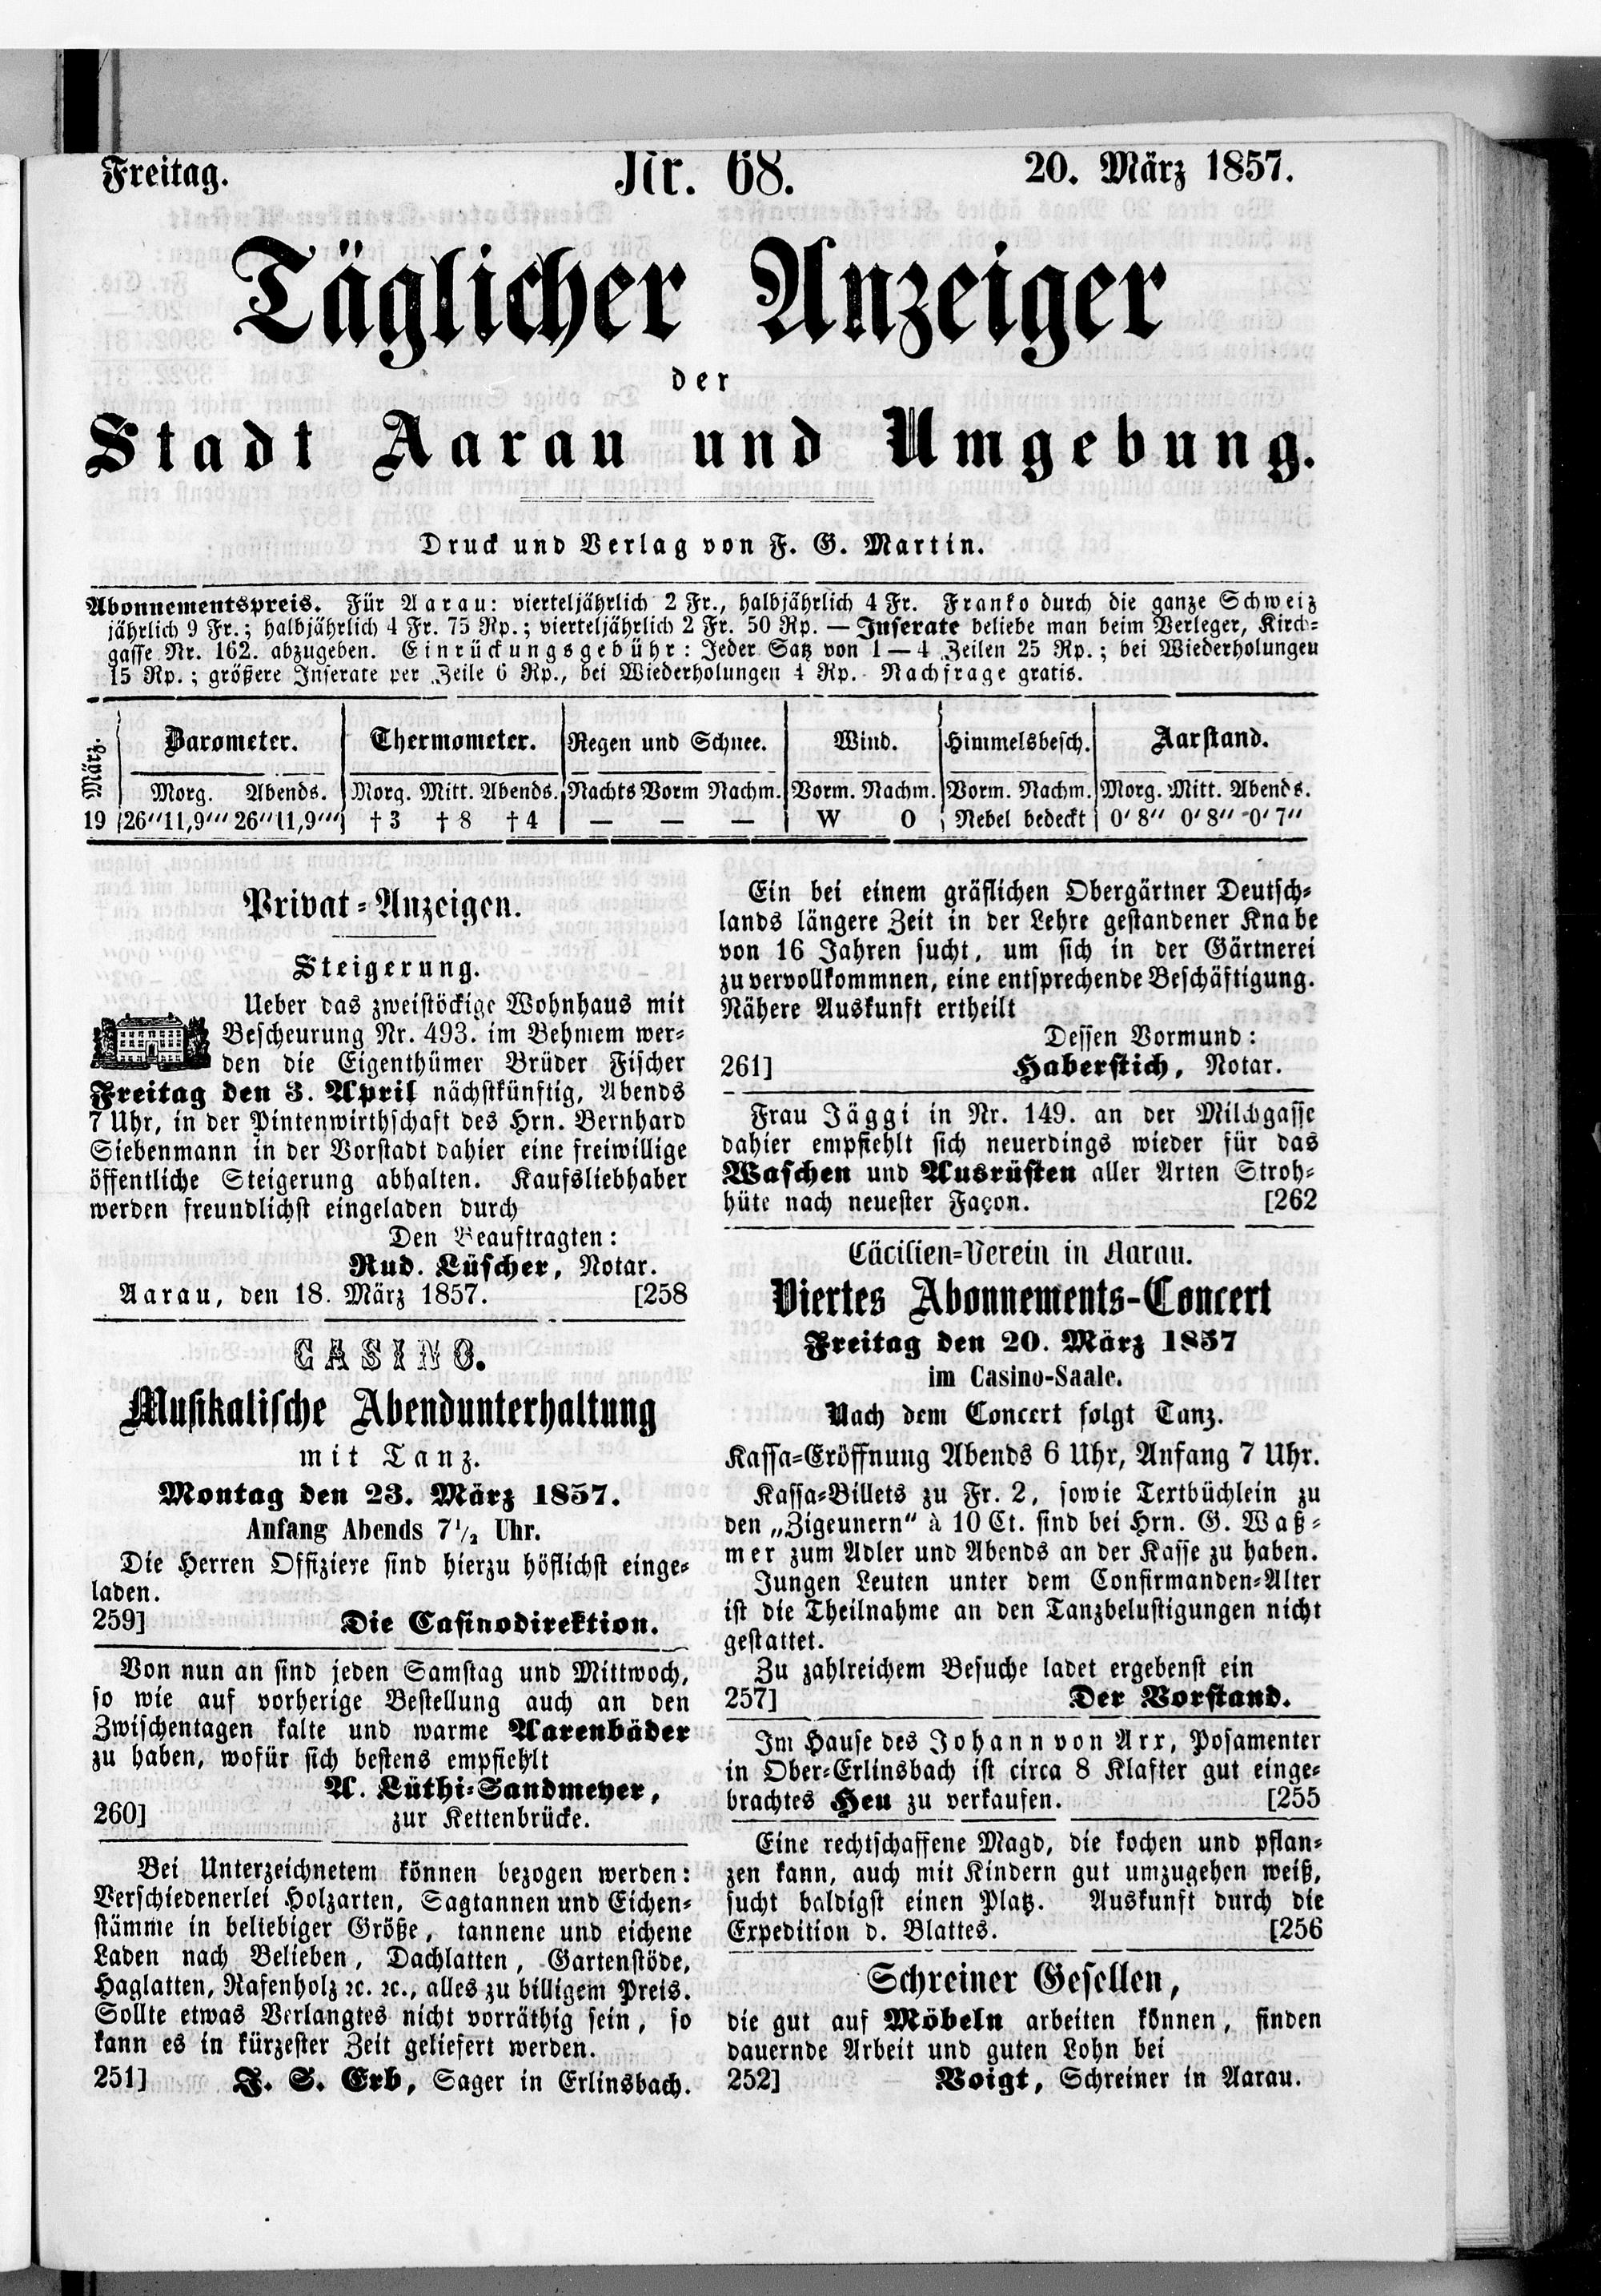 Freitag. Nr. 68. 20. März 1857.
Täglicher Anzeiger
der
Stadt Aarau und Umgebung.
Druck und Verlag von F. G. Martin.
Abonnementspreis. Für Aarau: vierteljährlich 2 Fr., halbjährlich 4 Fr. Franko durch die ganze Schweiz
jährlich 9 Fr.; halbjährlich 4 Fr. 75 Rp.; vierteljährlich 2 Fr. 50 Rp. — Inserate beliebe man beim Verleger, Kirch-
gasse Nr. 162. abzugeben. Einrückungsgebühr: Jeder Satz von 1—4 Zeilen 25 Rp.; bei Wiederholungen
15 Rp.; größere Inserate per Zeile 6 Rp., bei Wiederholungen 4 Rp. Nachfrage gratis.
März. Barometer. Thermometer. Regen und Schnee. Wind. Himmelsbesch. Aarstand.
Morg. Abends. Morg. Mitt. Abends. Nachts Vorm Nachm. Vorm. Nachm. Vorm. Nachm. Morg. Mitt. Abends.
19 26"11,9''' 26"11,9''' †3 †8 †4 — — — W O Nebel bedeckt 0'8" 0'8" 0'7"
Privat-Anzeigen.
Steigerung.
Ueber das zweistöckige Wohnhaus mit
Bescheurung Nr. 493. im Behmem wer-
den die Eigenthümer Brüder Fischer
Freitag den 3. April nächstkünftig, Abends
7 Uhr, in der Pintenwirthschaft des Hrn. Bernhard
Siebenmann in der Vorstadt dahier eine freiwillige
öffentliche Steigerung abhalten. Kaufsliebhaber
werden freundlichst eingeladen durch
Den Beauftragten:
Rud. Lüscher, Notar.
Aarau, den 18. März 1857. [258
CASINO.
Musikalische Abendunterhaltung
mit Tanz.
Montag den 23. März 1857.
Anfang Abends 7½ Uhr.
Die Herren Offiziere sind hierzu höflichst einge-
laden.
259] Die Casinodirektion.
Von nun an sind jeden Samstag und Mittwoch,
so wie auf vorherige Bestellung auch an den
Zwischentagen kalte und warme Aarenbäder
zu haben, wofür sich bestens empfiehlt
A. Lüthi-Sandmeyer,
260] zur Kettenbrücke.
Bei Unterzeichnetem können bezogen werden:
Verschiedenerlei Holzarten, Sagtannen und Eichen-
stämme in beliebiger Größe, tannene und eichene
Laden nach Belieben, Dachlatten, Gartenstöde,
Haglatten, Rafenholz ꝛc. ꝛc., alles zu billigem Preis.
Sollte etwas Verlangtes nicht vorräthig sein, so
kann es in kürzester Zeit geliefert werden.
251] J. S. Erb, Sager in Erlinsbach.
Ein bei einem gräflichen Obergärtner Deutsch-
lands längere Zeit in der Lehre gestandener Knabe
von 16 Jahren sucht, um sich in der Gärtnerei
zu vervollkommnen, eine entsprechende Beschäftigung.
Nähere Auskunft ertheilt
Dessen Vormund:
261] Haberstich, Notar.
Frau Jäggi in Nr. 149. an der Milchgasse
dahier empfiehlt sich neuerdings wieder für das
Waschen und Ausrüsten aller Arten Stroh-
hüte nach neuester Façon. [262
Cäcilien-Verein in Aarau.
Viertes Abonnements-Concert
Freitag den 20. März 1857
im Casino-Saale.
Nach dem Concert folgt Tanz.
Kassa-Eröffnung Abends 6 Uhr, Anfang 7 Uhr.
Kassa-Billets zu Fr. 2, sowie Textbüchlein zu
den „Zigeunern“ à 10 Ct. sind bei Hrn. G. Waß-
mer zum Adler und Abends an der Kasse zu haben.
Jungen Leuten unter dem Confirmanden-Alter
ist die Theilnahme an den Tanzbelustigungen nicht
gestattet.
Zu zahlreichem Besuche ladet ergebenst ein
257] Der Vorstand.
Im Hause des Johann von Arx, Posamenter
in Ober-Erlinsbach ist circa 8 Klafter gut einge-
brachtes Heu zu verkaufen. [255
Eine rechtschaffene Magd, die kochen und pflan-
zen kann, auch mit Kindern gut umzugehen weiß,
sucht baldigst einen Platz. Auskunft durch die
Expedition d. Blattes. [256
Schreiner Gesellen,
die gut auf Möbeln arbeiten können, finden
dauernde Arbeit und guten Lohn bei
252] Voigt, Schreiner in Aarau.